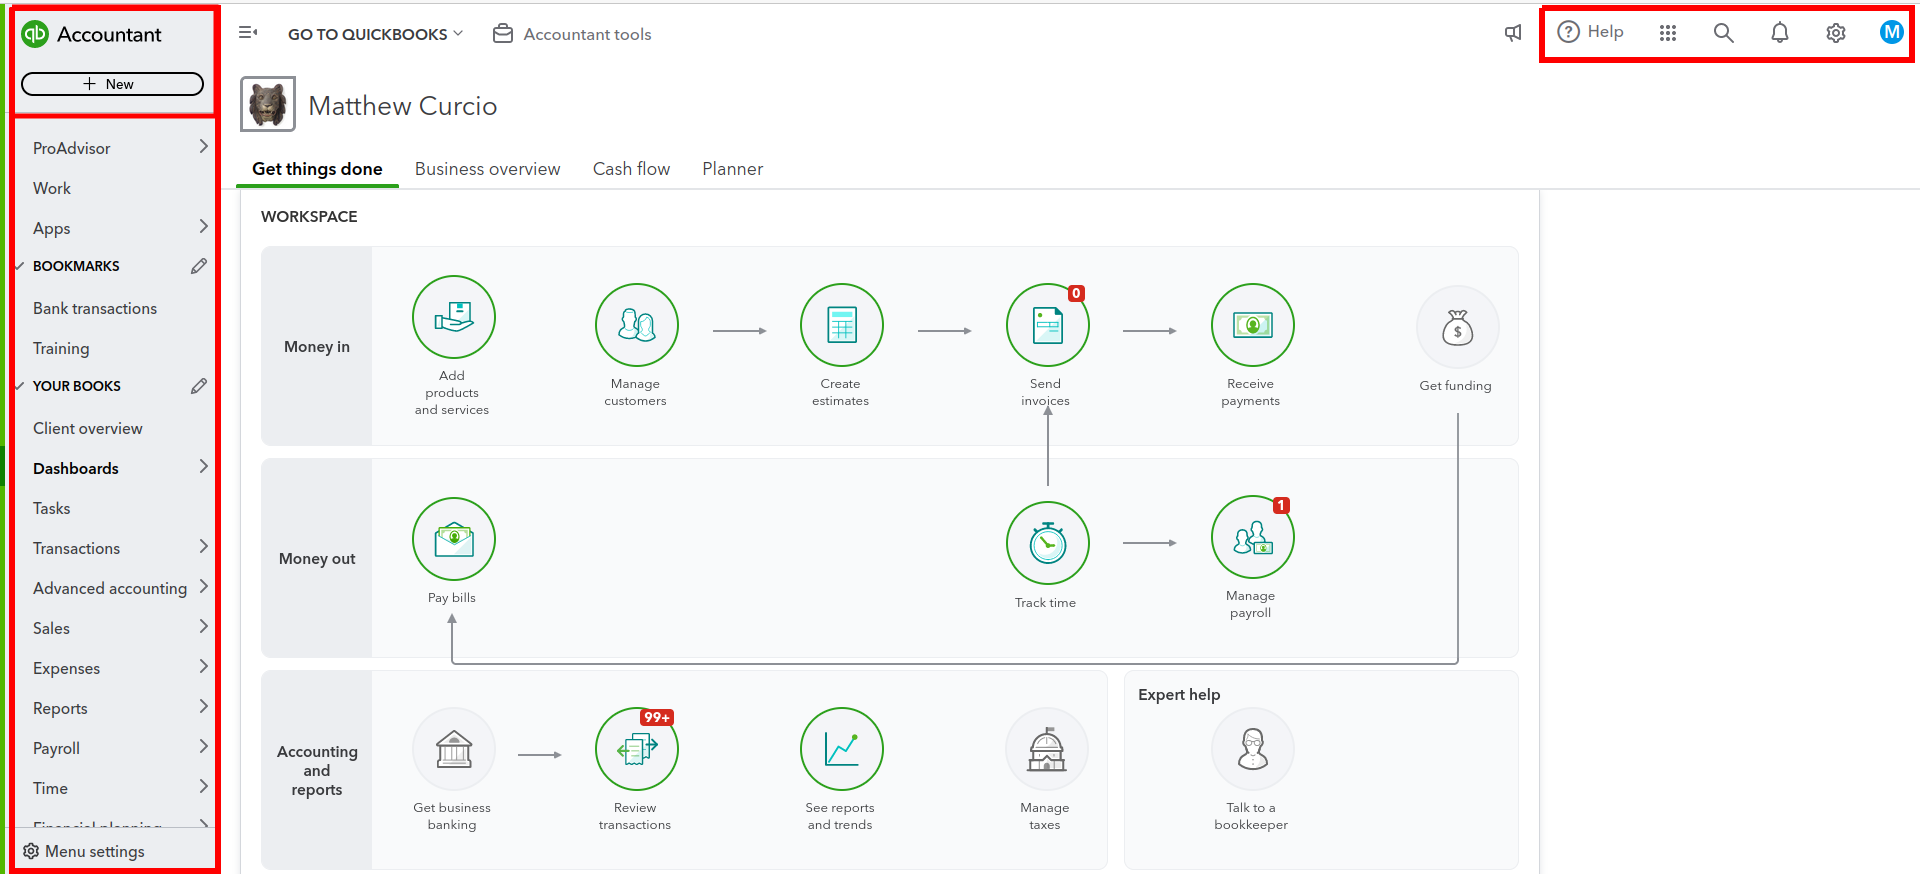 qb Accountant
+ New
ProAdvisor
Work
Apps
BOOKMARKS
Bank transactions
Training
YOUR BOOKS
Client overview
Dashboards
Tasks
Transactions
Advanced accounting
Sales
Expenses
Reports
Payroll
Time
Financial planning
Menu settings
GO TO QUICKBOOKS
Accountant tools
? Help
M
Matthew Curcio
Get things done
Business overview
Cash flow
Planner
WORKSPACE
Money in
Add
products
and services
Manage
customers
Create
estimates
0
Send
invoices
Receive
payments
$
Get funding
Money out
Pay bills
Track time
1
Manage
payroll
Accounting
and
reports
Get business
banking
99+
Review
transactions
See reports
and trends
Manage
taxes
Expert help
Talk to a
bookkeeper